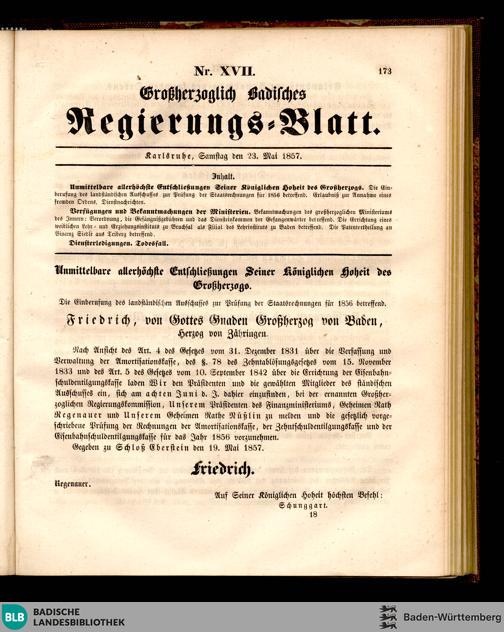 Nr. XVII. 173
Großherzoglich Badisches
Regierungs-Blatt.
Karlsruhe, Samstag den 23. Mai 1857.
Inhalt.
Unmittelbare allerhöchste Entschließungen Seiner Königlichen Hoheit des Großherzogs. Die Ein-
berufung des landständischen Ausschusses zur Prüfung der Staatsrechnungen für 1856 betreffend. Erlaubniß zur Annahme eines
fremden Ordens. Dienstnachrichten.
Verfügungen und Bekanntmachungen der Ministerien. Bekanntmachungen des großherzoglichen Ministeriums
des Innern: Verordnung, die Gefängnißgebühren und das Diensteinkommen der Gefangenwärter betreffend. Die Errichtung eines
weiblichen Lehr- und Erziehungsinstituts zu Bruchsal als Filial des Lehrinstituts zu Baden betreffend. Die Patentertheilung an
Vinzenz Siedle aus Triberg betreffend.
Diensterledigungen. Todesfall.
Unmittelbare allerhöchste Entschließungen Seiner Königlichen Hoheit des
Großherzogs.
Die Einberufung des landständischen Ausschusses zur Prüfung der Staatsrechnungen für 1856 betreffend.
Friedrich, von Gottes Gnaden Großherzog von Baden,
Herzog von Zähringen.
Nach Ansicht des Art. 4 des Gesetzes vom 31. Dezember 1831 über die Verfassung und
Verwaltung der Amortisationskasse, des §. 78 des Zehntablösungsgesetzes vom 15. November
1833 und des Art. 5 des Gesetzes vom 10. September 1842 über die Errichtung der Eisenbahn-
schuldentilgungskasse laden Wir den Präsidenten und die gewählten Mitglieder des ständischen
Ausschusses ein, sich am achten Juni d. J. dahier einzufinden, bei der ernannten Großher-
zoglichen Regierungskommission, Unserem Präsidenten des Finanzministeriums, Geheimen Rath
Regenauer und Unserem Geheimen Rathe Nüßlin zu melden und die gesetzlich vorge-
schriebene Prüfung der Rechnungen der Amortisationskasse, der Zehntschuldentilgungskasse und der
Eisenbahnschuldentilgungskasse für das Jahr 1856 vorzunehmen.
Gegeben zu Schloß Eberstein den 19. Mai 1857.
Friedrich.
Regenauer.
Auf Seiner Königlichen Hoheit höchsten Befehl:
Schunggart.
18
BLB BADISCHE
LANDESBIBLIOTHEK
Baden-Württemberg